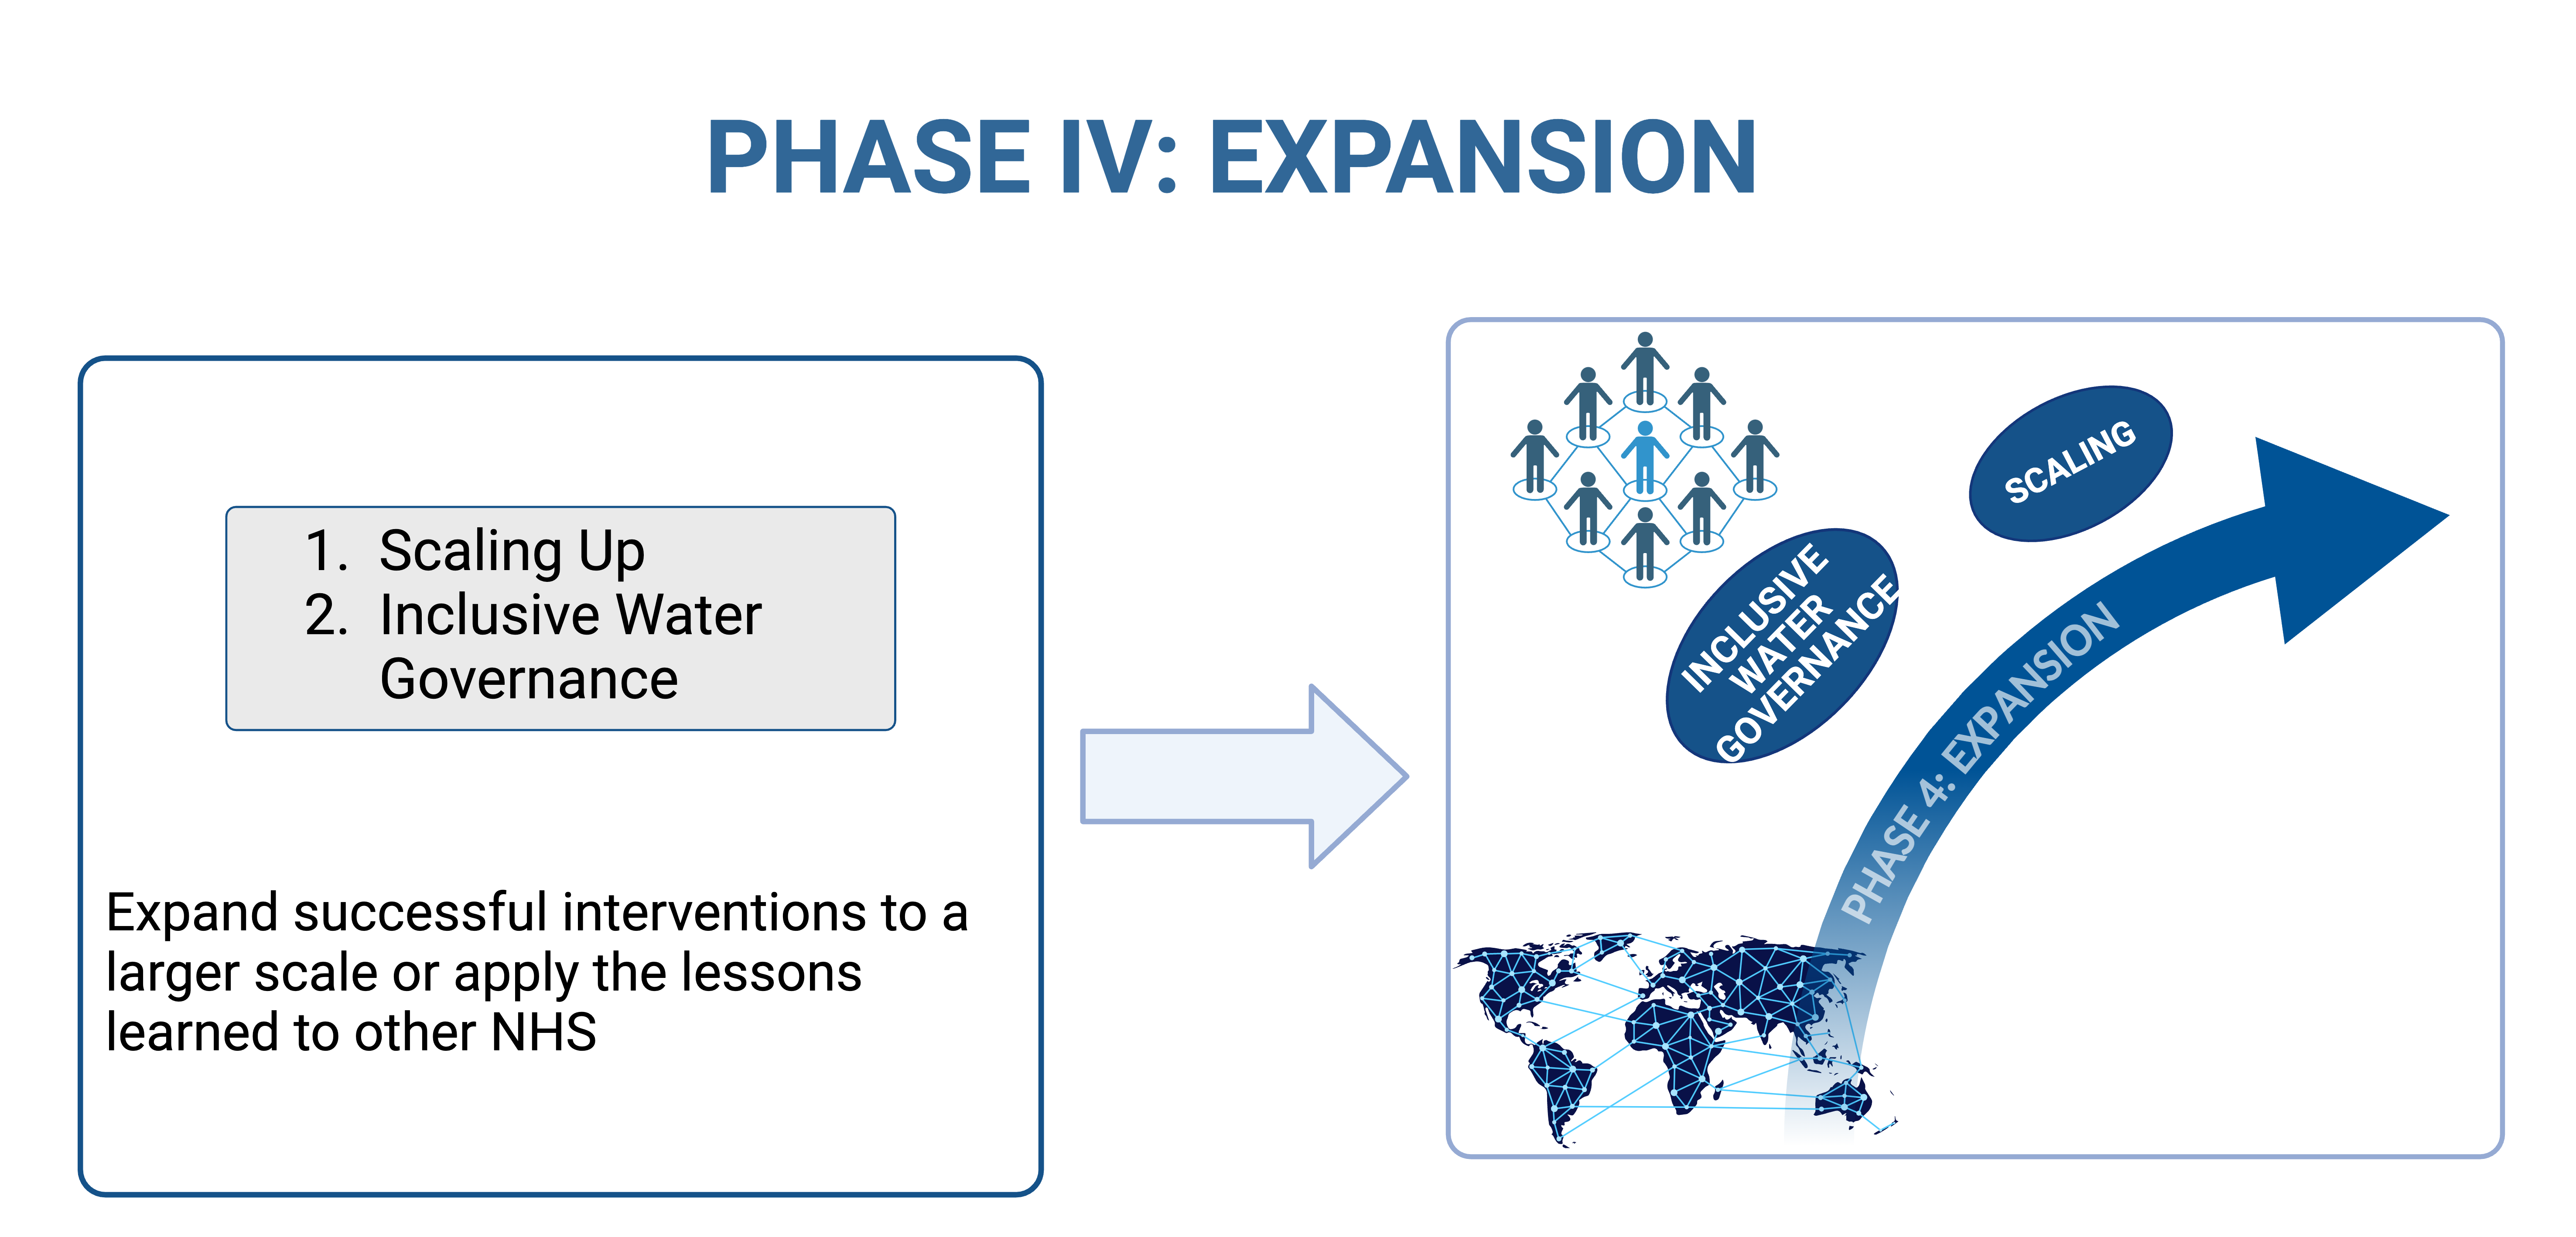 PHASE IV: EXPANSION
1. Scaling Up
2. Inclusive Water
Governance
Expand successful interventions to a
larger scale or apply the lessons
learned to other NHS
SCALING
INCLUSIVE
WATER
GOVERNANCE
PHASE 4: EXPANSION